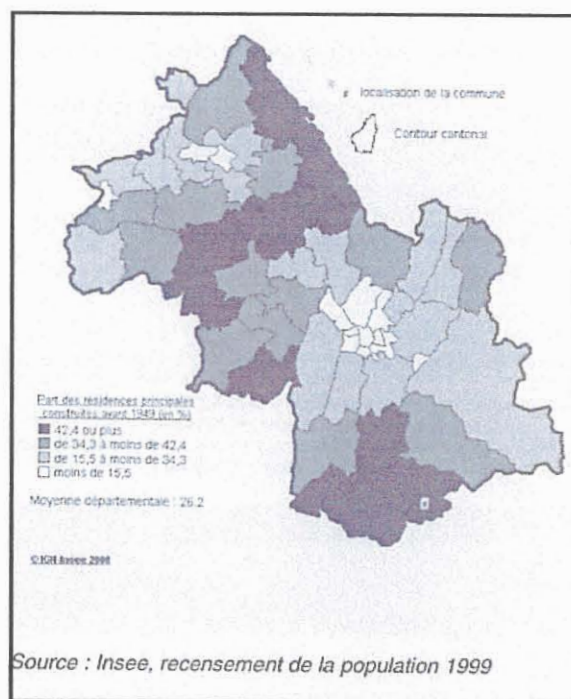 localisation de la commune
Contour cantonal
Part des résidences principales
construites avant 1949 (en %)
42,4 ou plus
de 34,3 à moins de 42,4
de 15,5 à moins de 34,3
moins de 15,5
Moyenne départementale : 26,2
© IGN Insee 2000
Source : Insee, recensement de la population 1999